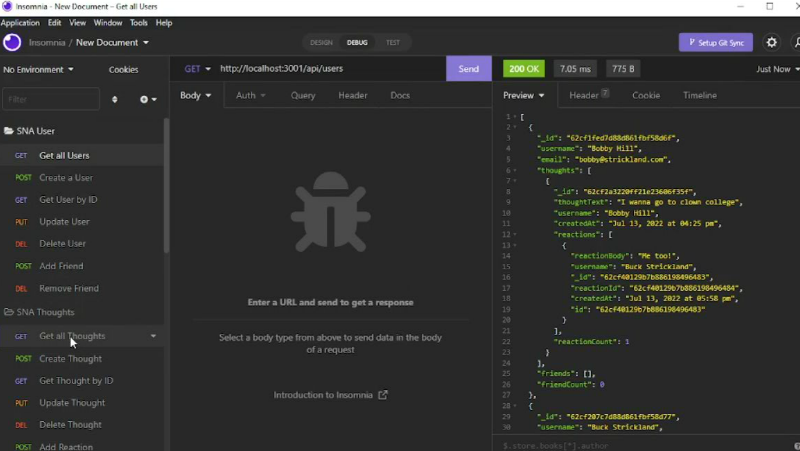 Insomnia - New Document – Get all Users
Application Edit View Window Tools Help
Insomnia / New Document
DESIGN DEBUG TEST
Setup Git Sync
No Environment Cookies
GET http://localhost:3001/api/users Send
200 OK 7.05 ms 775 B Just Now
Filter
Body Auth Query Header Docs
Preview Header 7 Cookie Timeline
SNA User
GET Get all Users
POST Create a User
GET Get User by ID
PUT Update User
DEL Delete User
POST Add Friend
DEL Remove Friend
SNA Thoughts
GET Get all Thoughts
POST Create Thought
GET Get Thought by ID
PUT Update Thought
DEL Delete Thought
POST Add Reaction
Enter a URL and send to get a response
Select a body type from above to send data in the body
of a request
Introduction to Insomnia
1 [
2 {
3 "_id": "62cf1fed7d88d861fbf58d6f",
4 "username": "Bobby Hill",
5 "email": "bobby@strickland.com",
6 "thoughts": [
7 {
8 "_id": "62cf2a3220ff21e23606f35f",
9 "thoughtText": "I wanna go to clown college",
10 "username": "Bobby Hill",
11 "createdAt": "Jul 13, 2022 at 04:25 pm",
12 "reactions": [
13 {
14 "reactionBody": "Me too!",
15 "username": "Buck Strickland",
16 "_id": "62cf40129b7b886198496483",
17 "reactionId": "62cf40129b7b886198496484",
18 "createdAt": "Jul 13, 2022 at 05:58 pm",
19 "id": "62cf40129b7b886198496483"
20 }
21 ],
22 "reactionCount": 1
23 }
24 ],
25 "friends": [],
26 "friendCount": 0
27 },
28 {
29 "_id": "62cf207c7d88d861fbf58d77",
30 "username": "Buck Strickland",
$.store.books[*].author